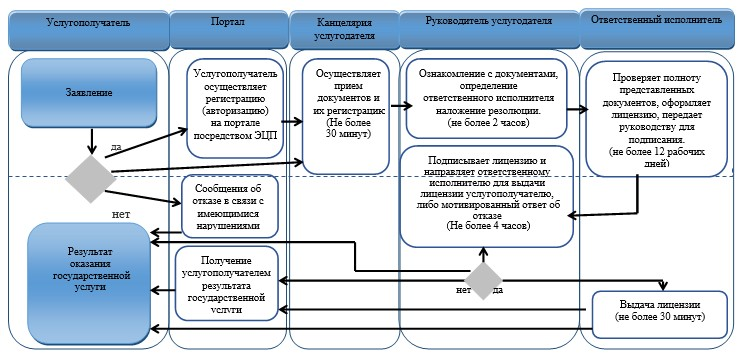 Услугополучатель
Портал
Канцелярия
услугодателя
Руководитель услугодателя
Ответственный исполнитель
Заявление
да
нет
Услугополучатель
осуществляет
регистрацию
(авторизацию)
на портале
посредством ЭЦП
Осуществляет
прием
документов и
их регистрацию
(Не более
30 минут)
Ознакомление с документами,
определение
ответственного исполнителя
наложение резолюции.
(не более 2 часов)
Проверяет полноту
представленных
документов, оформляет
лицензию, передает
руководству для
подписания.
(не более 12 рабочих
дней)
Сообщения об
отказе в связи с
имеющимися
нарушениями
Подписывает лицензию и
направляет ответственному
исполнителю для выдачи
лицензии услугополучателю,
либо мотивированный ответ об
отказе
(Не более 4 часов)
Результат
оказания
государственной
услуги
Получение
услугополучателем
результата
государственной
услуги
нет
да
Выдача лицензии
(не более 30 минут)